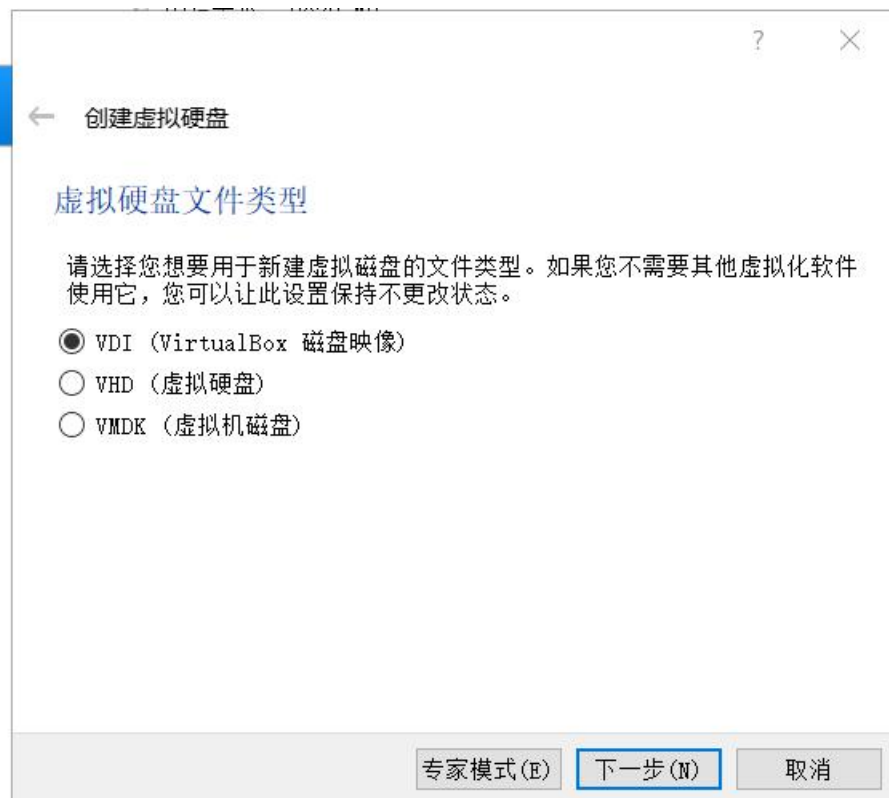 ?
创建虚拟硬盘
虚拟硬盘文件类型
请选择您想要用于新建虚拟磁盘的文件类型。如果您不需要其他虚拟化软件
使用它，您可以让此设置保持不更改状态。
VDI (VirtualBox 磁盘映像)
VHD (虚拟硬盘)
VMDK (虚拟机磁盘)
专家模式(E) 下一步(N) 取消